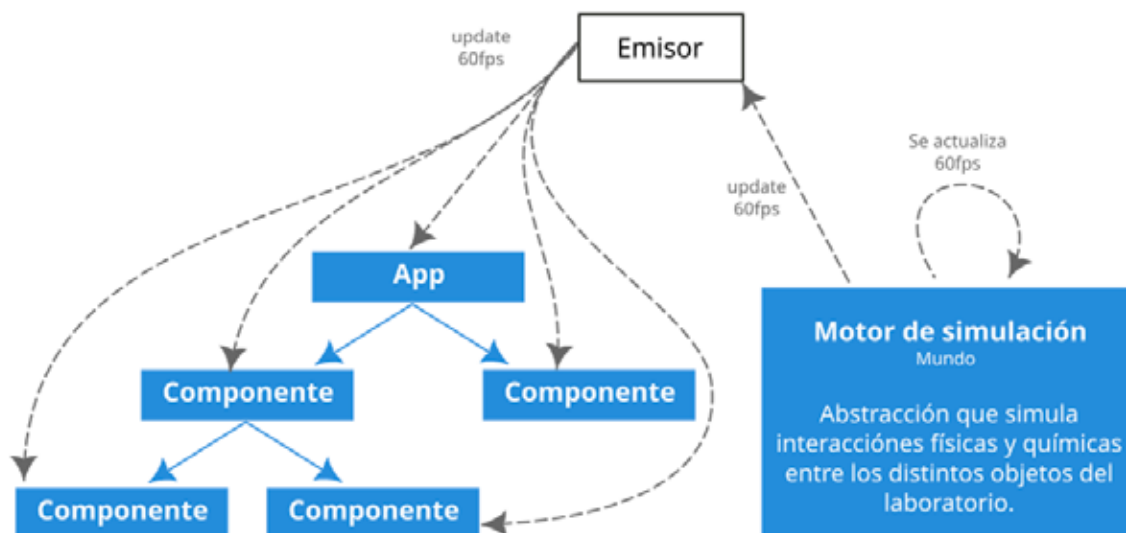 update
60fps
Emisor
Se actualiza
60fps
update
60fps
App
Motor de simulación
Mundo
Componente
Componente
Abstracción que simula
interacciónes físicas y químicas
entre los distintos objetos del
laboratorio.
Componente
Componente